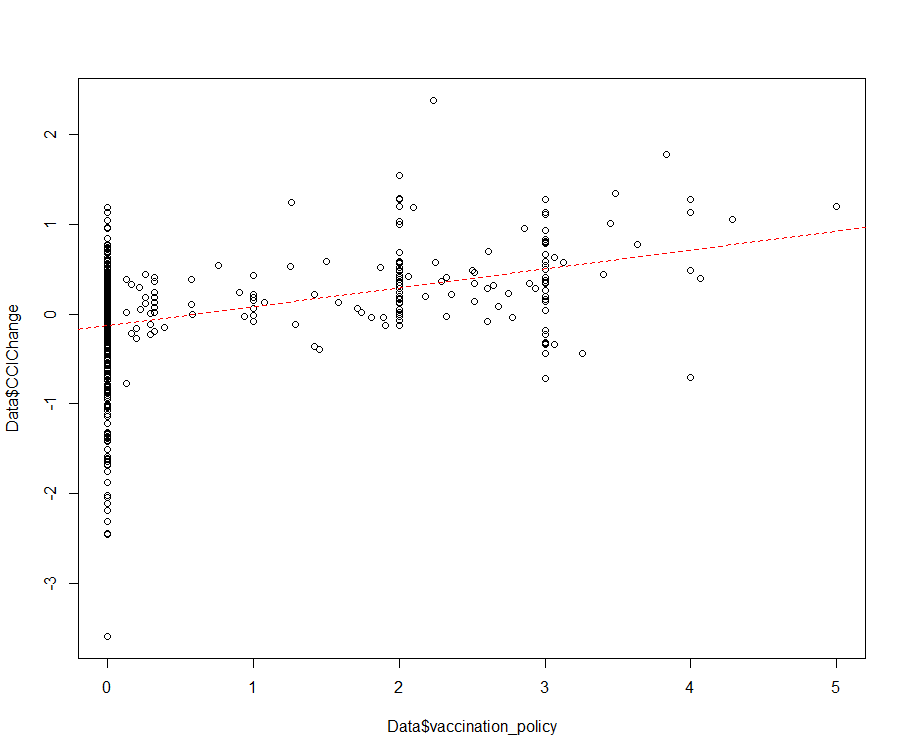 2
1
0
-1
-2
-3
Data$CCIChange
0 1 2 3 4 5
Data$vaccination_policy